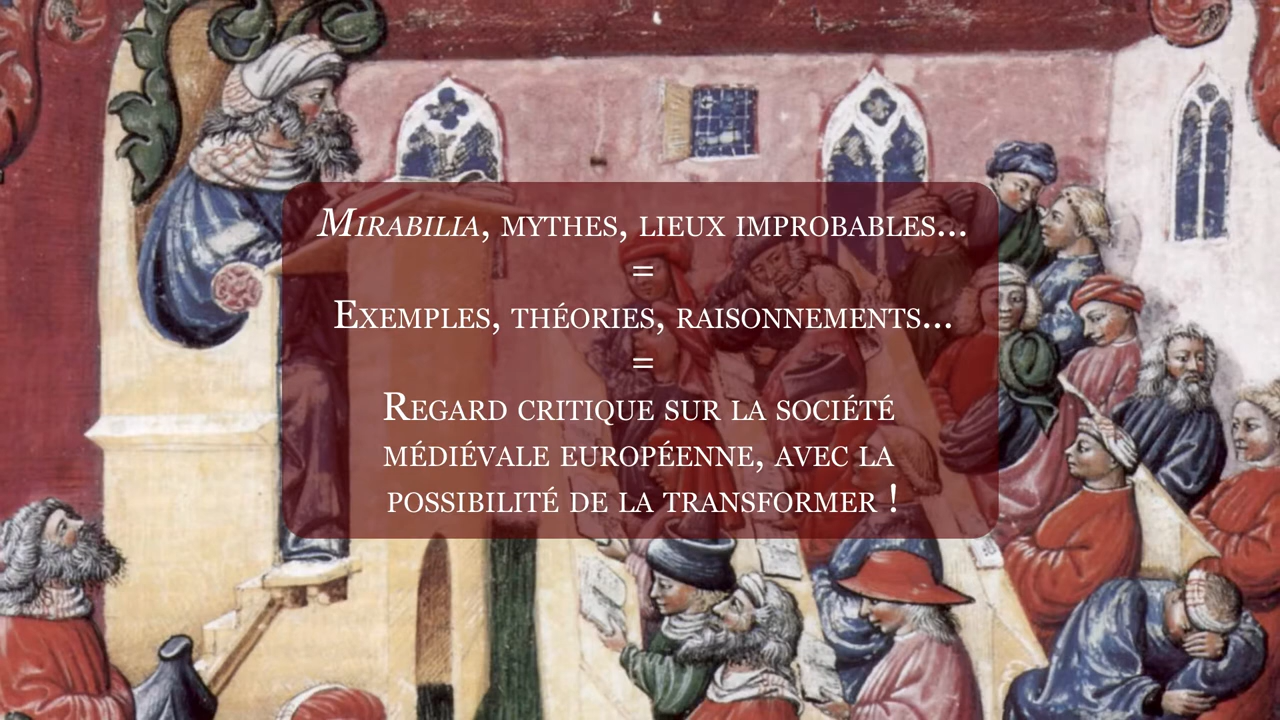 Mirabilia, mythes, lieux improbables...
=
Exemples, théories, raisonnements...
=
Regard critique sur la société
médiévale européenne, avec la
possibilité de la transformer !